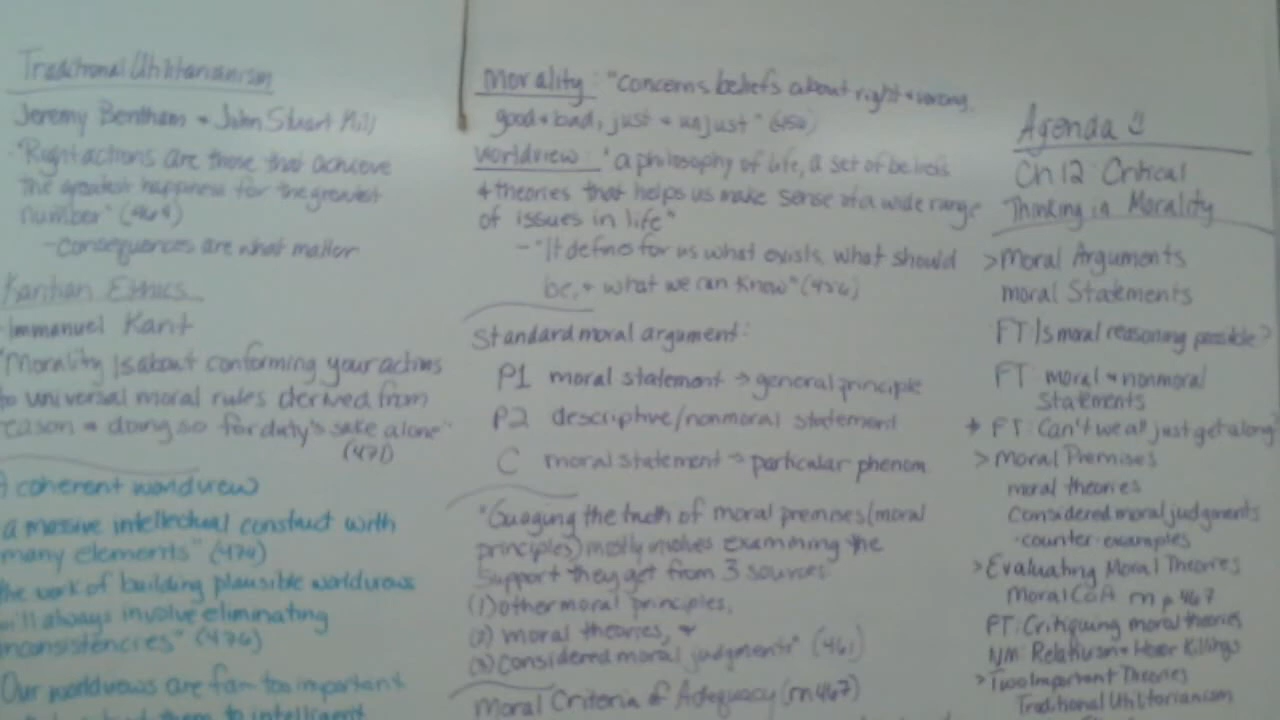 Traditional Utilitarianism
Jeremy Bentham + John Stuart Mill
"Right actions are those that achieve
the greatest happiness for the greatest
number" (469)
- consequences are what matter
Kantian Ethics
Immanuel Kant
"Morality is about conforming your actions
to universal moral rules derived from
reason + doing so for duty's sake alone"
(471)
A coherent worldview
a massive intellectual construct with
many elements" (474)
the work of building plausible worldviews
will always involve eliminating
inconsistencies" (476)
Our worldviews are far too important
them to intelligent
Morality: "concerns beliefs about right + wrong,
good + bad, just + unjust"
Worldview: "a philosophy of life, a set of beliefs
+ theories that helps us make sense of a wide range
of issues in life"
- "It defines for us what exists, what should
be, + what we can know" (456)
Standard moral argument:
P1 moral statement → general principle
P2 descriptive/nonmoral statement
C moral statement → particular phenom
"Guaging the truth of moral premises (moral
principles) mostly involves examining the
support they get from 3 sources:
(1) other moral principles,
(2) moral theories, +
(3) considered moral judgments" (461)
Moral Criteria of Adequacy (rn 467)
Agenda :)
Ch 12: Critical
Thinking in Morality
> Moral Arguments
moral Statements
FT: Is moral reasoning possible?
FT moral + nonmoral
Statements
* FT: Can't we all just get along?
> Moral Premises
moral theories
Considered moral judgments
counter-examples
> Evaluating Moral Theories
Moral CoA rn p 467
FT: Critiquing moral theories
NM: Relativism + Honor Killings
> Two Important Theories
Traditional Utilitarianism